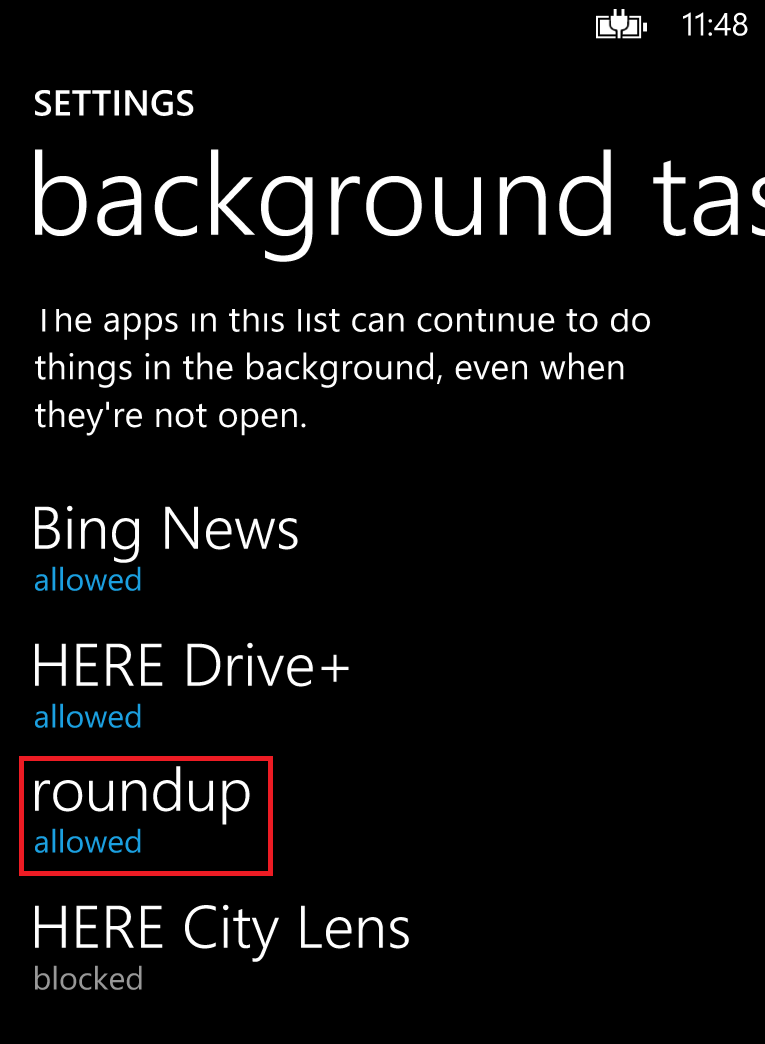 11:48
SETTINGS
background tas
The apps in this list can continue to do
things in the background, even when
they're not open.
Bing News
allowed
HERE Drive+
allowed
roundup
allowed
HERE City Lens
blocked